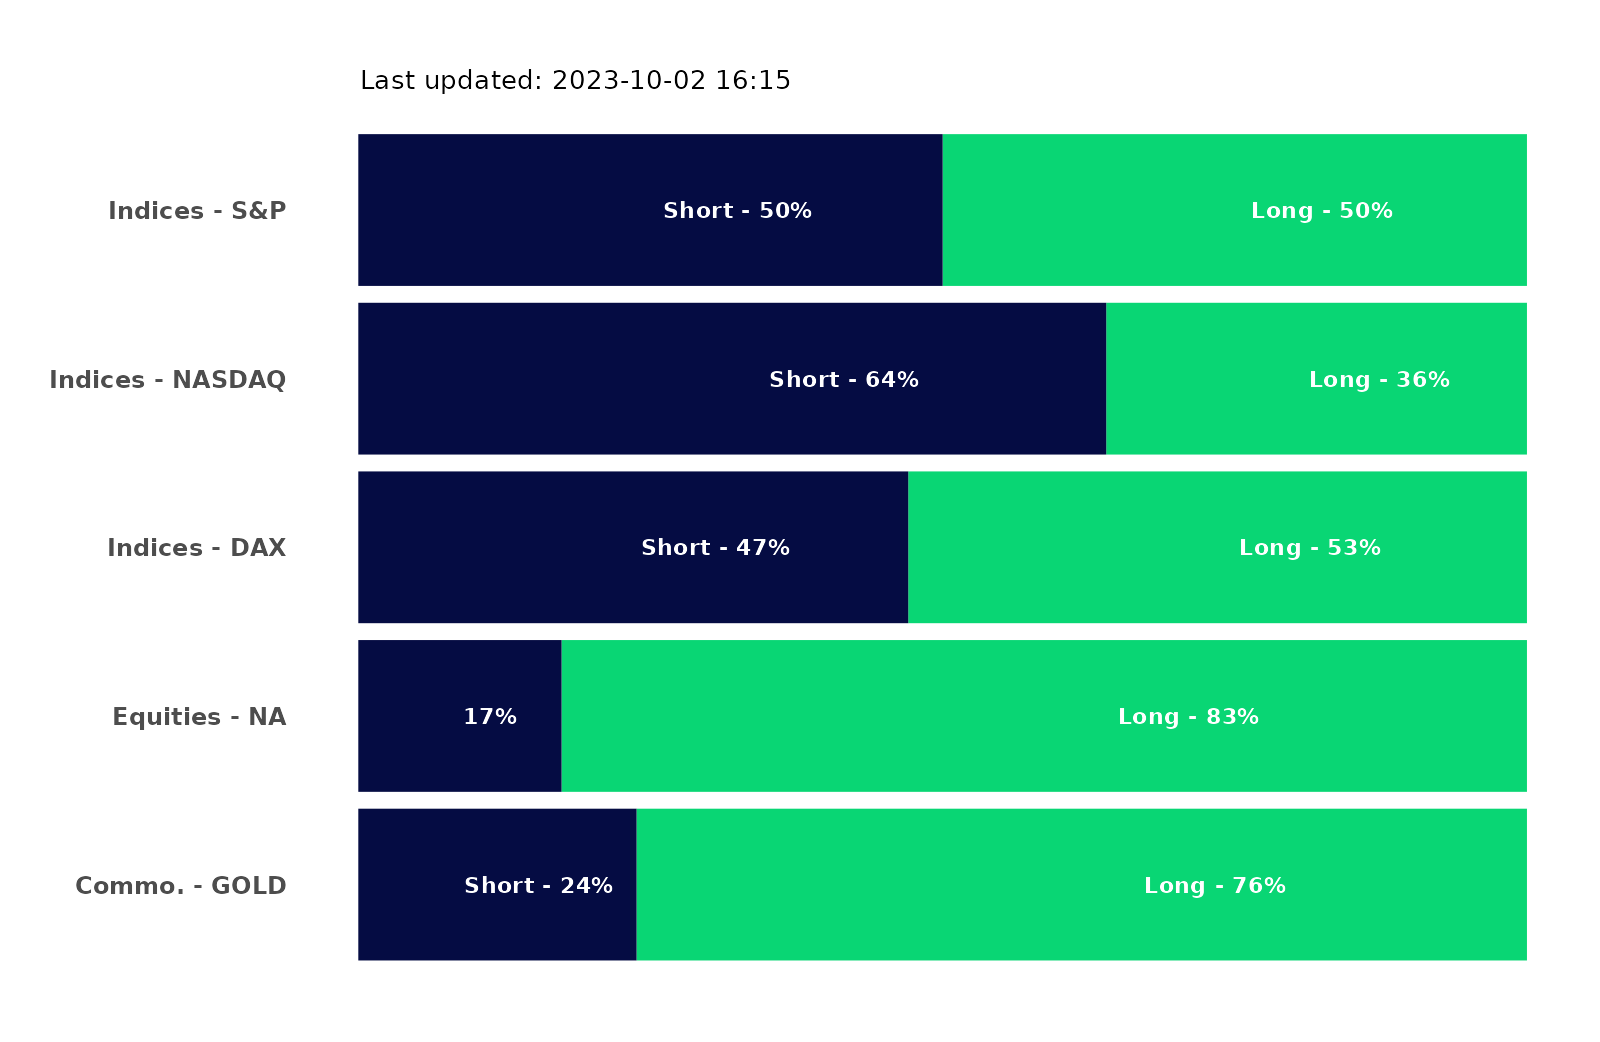 Last updated: 2023-10-02 16:15
Indices - S&P Short - 50% Long - 50%
Indices - NASDAQ Short - 64% Long - 36%
Indices - DAX Short - 47% Long - 53%
Equities - NA 17% Long - 83%
Commo. - GOLD Short - 24% Long - 76%